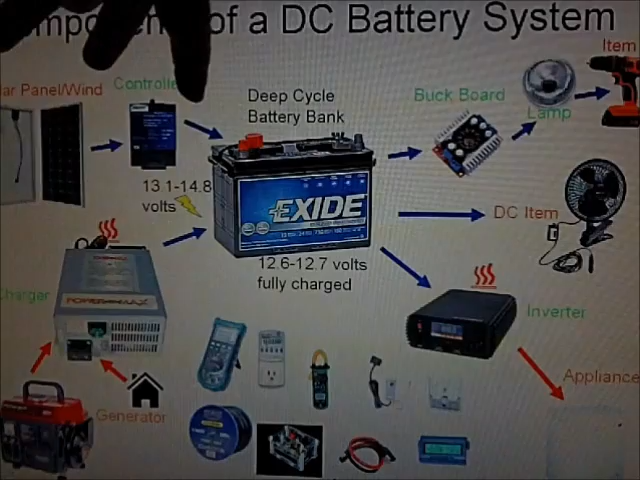 of a DC Battery System
Item
ar Panel/Wind
Controlle
Deep Cycle
Battery Bank
Buck Board
Lamp
13.1-14.8
volts
EXIDE
DC Item
12.6-12.7 volts
fully charged
Charger
POWERMAX
Inverter
Generator
Appliance